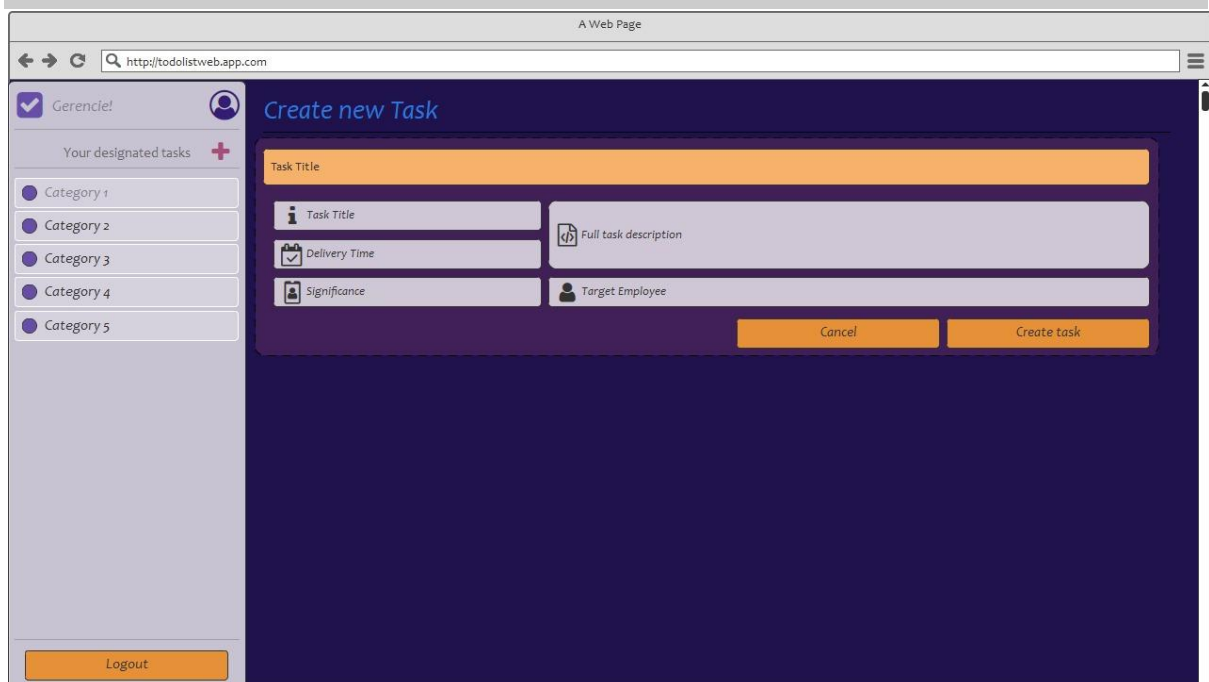 A Web Page
http://todolistweb.app.com
Gerencie!
Your designated tasks
Category 1
Category 2
Category 3
Category 4
Category 5
Logout
Create new Task
Task Title
Task Title
Delivery Time
Significance
Full task description
Target Employee
Cancel
Create task